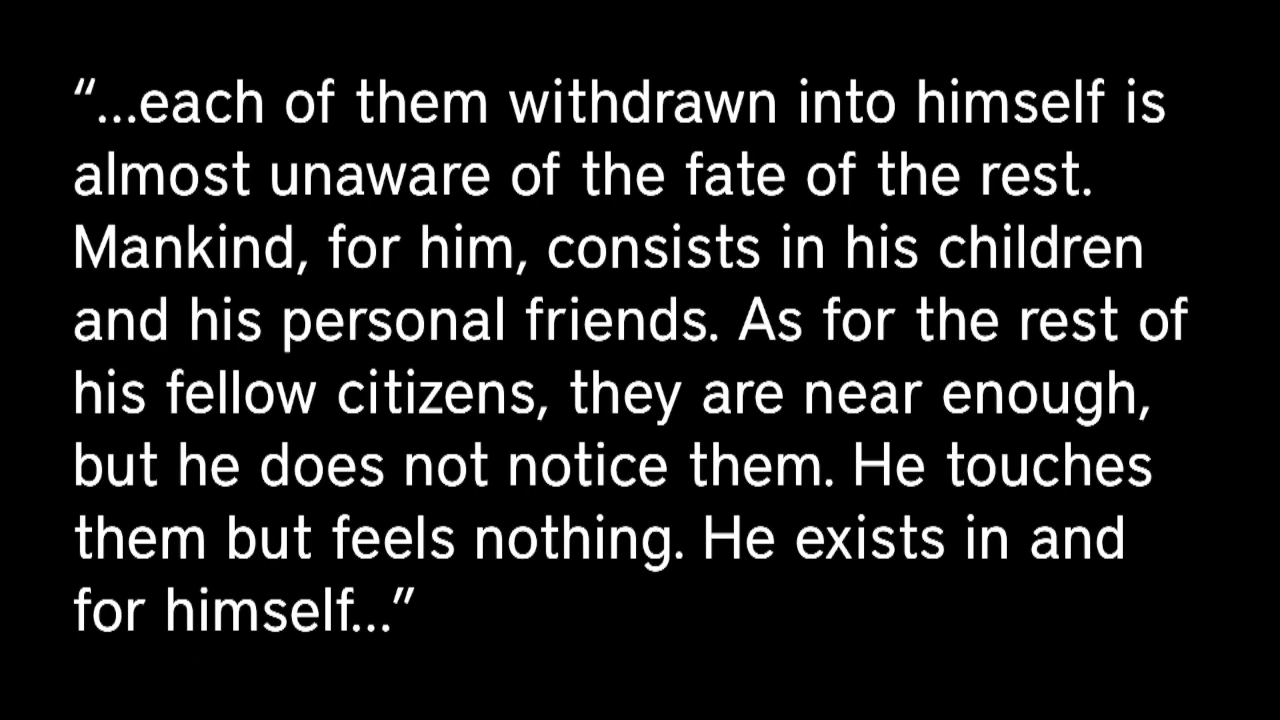 “...each of them withdrawn into himself is
almost unaware of the fate of the rest.
Mankind, for him, consists in his children
and his personal friends. As for the rest of
his fellow citizens, they are near enough,
but he does not notice them. He touches
them but feels nothing. He exists in and
for himself...”